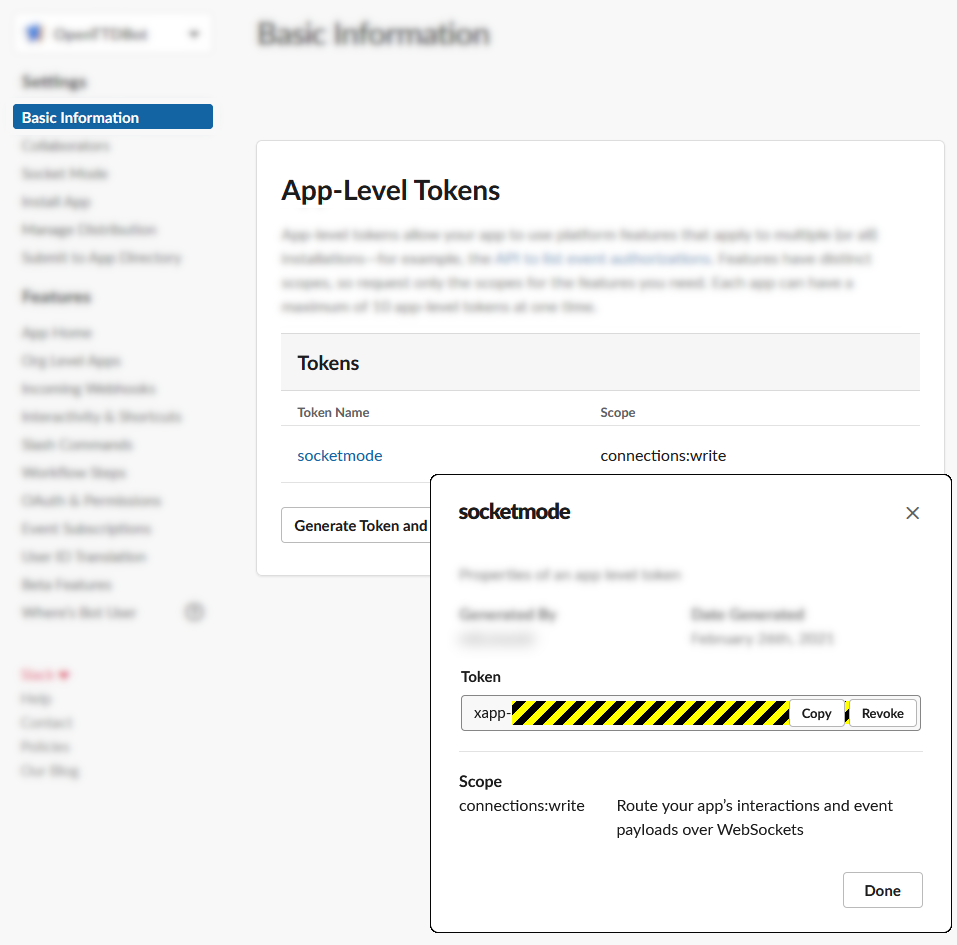 OpenTTDBot
Basic Information
Settings
Basic Information
Collaborators
Socket Mode
Install App
Manage Distribution
Submit to App Directory
Features
App Home
Org Level Apps
Incoming Webhooks
Interactivity & Shortcuts
Slash Commands
Workflow Steps
OAuth & Permissions
Event Subscriptions
User ID Translation
Beta Features
Where's Bot User
Slack ♥
Help
Contact
Policies
Our Blog
App-Level Tokens
App-level tokens allow your app to use platform features that apply to multiple (or all)
installations—for example, the API to list event authorizations. Features have distinct
scopes, so request only the scopes for the features you need. Each app can have a
maximum of 10 app-level tokens at one time.
Tokens
Token Name Scope
socketmode connections:write
Generate Token and
socketmode
Properties of an app-level token
Generated By Date Generated
February 26th, 2021
Token
xapp- Copy Revoke
Scope
connections:write Route your app’s interactions and event
payloads over WebSockets
Done